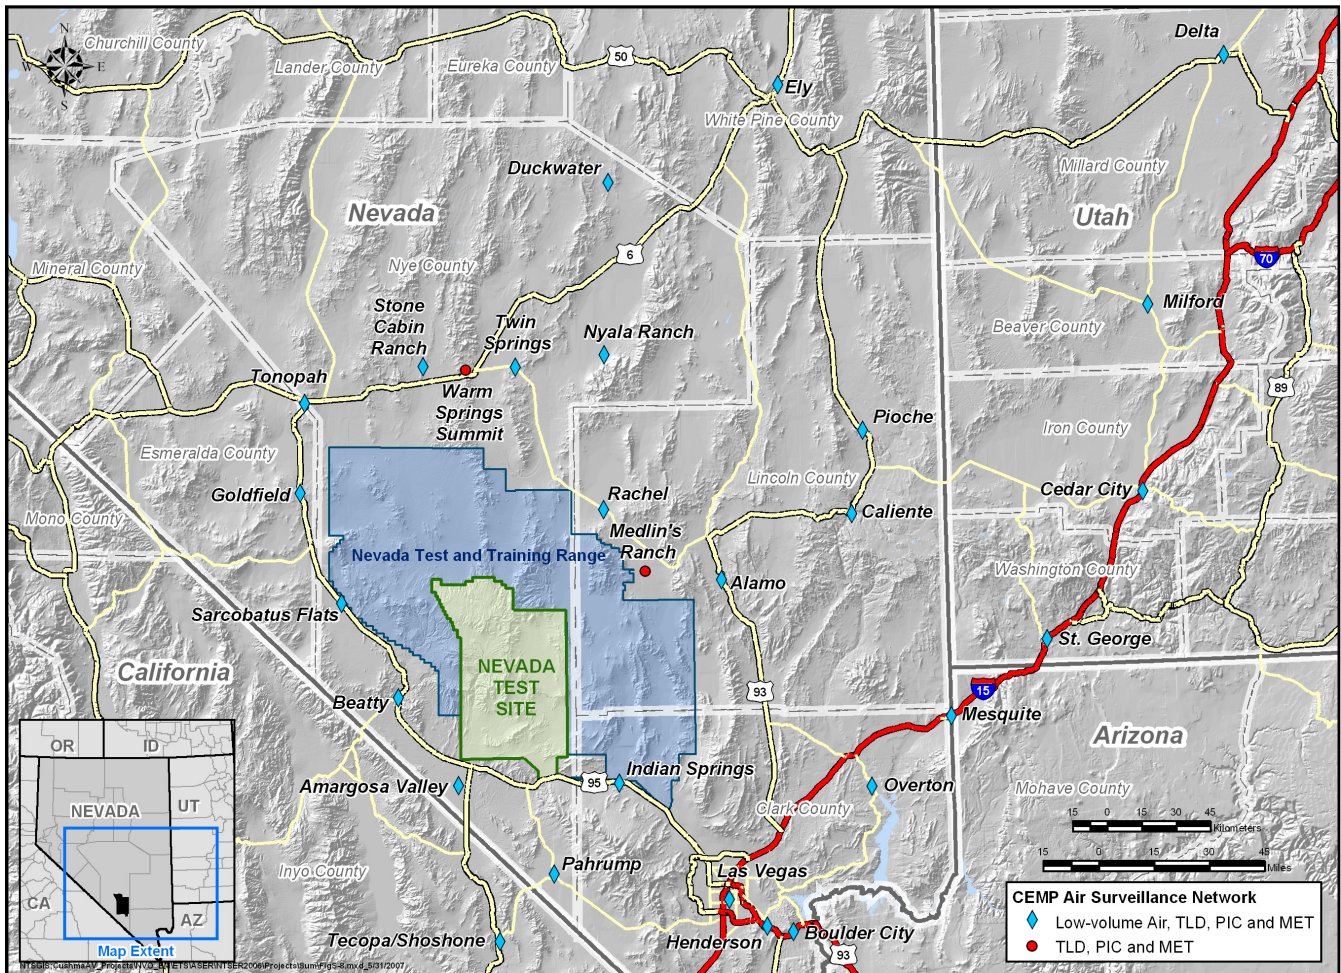 N
W
E
S
Churchill County
Lander County
Eureka County
50
Delta
Ely
White Pine County
Millard County
Duckwater
Nevada
Utah
6
70
Mineral County
Nye County
Stone
Cabin
Ranch
Twin
Springs
Nyala Ranch
Milford
Beaver County
Tonopah
Warm
Springs
Summit
89
Pioche
Iron County
Esmeralda County
Lincoln County
Goldfield
Rachel
Cedar City
Mono County
Medlin's
Ranch
Caliente
Nevada Test and Training Range
Washington County
Alamo
Sarcobatus Flats
St. George
California
NEVADA
TEST
SITE
93
15
Beatty
Mesquite
Arizona
OR
ID
NEVADA
UT
CA
AZ
Map Extent
Amargosa Valley
95
Indian Springs
Overton
Clark County
Mohave County
15 0 15 30 45
Kilometers
15 0 15 30 45
Miles
Inyo County
Pahrump
Las Vegas
Tecopa/Shoshone
Henderson
Boulder City
93
CEMP Air Surveillance Network
Low-volume Air, TLD, PIC and MET
TLD, PIC and MET